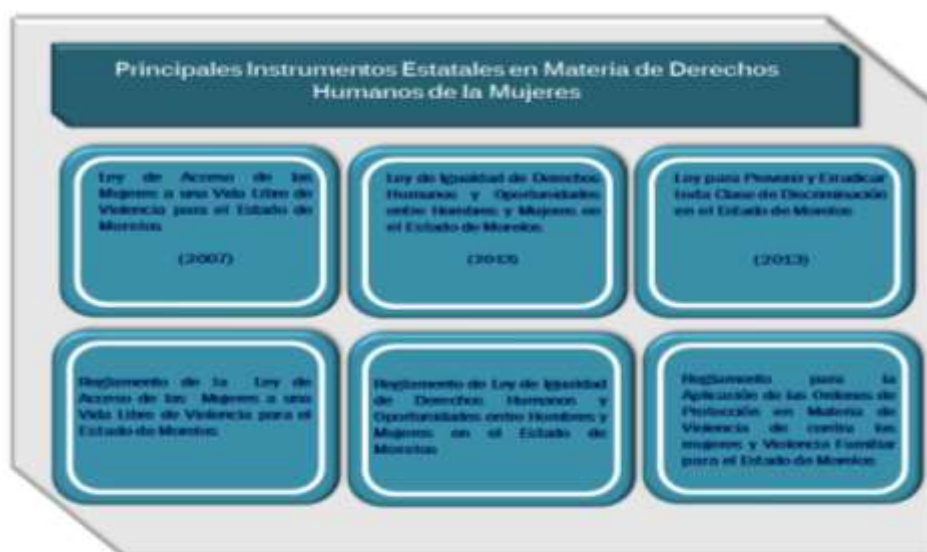 Principales Instrumentos Estatales en Materia de Derechos
Humanos de la Mujeres
Ley de Acceso de las
Mujeres a una Vida Libre de
Violencia para el Estado de
Morelos
(2007)
Ley de Igualdad de Derechos
Humanos y Oportunidades
entre Hombres y Mujeres en
el Estado de Morelos
Ley para Prevenir y Erradicar
toda Clase de Discriminación
en el Estado de Morelos
(2013)
Reglamento de la Ley de
Acceso de las Mujeres a una
Vida Libre de Violencia para el
Estado de Morelos
Reglamento de Ley de Igualdad
de Derechos Humanos y
Oportunidades entre Hombres y
Mujeres en el Estado de
Morelos
Reglamento para la
Aplicación de las Ordenes de
Protección en Materia de
Violencia de contra las
mujeres y Violencia Familiar
para el Estado de Morelos